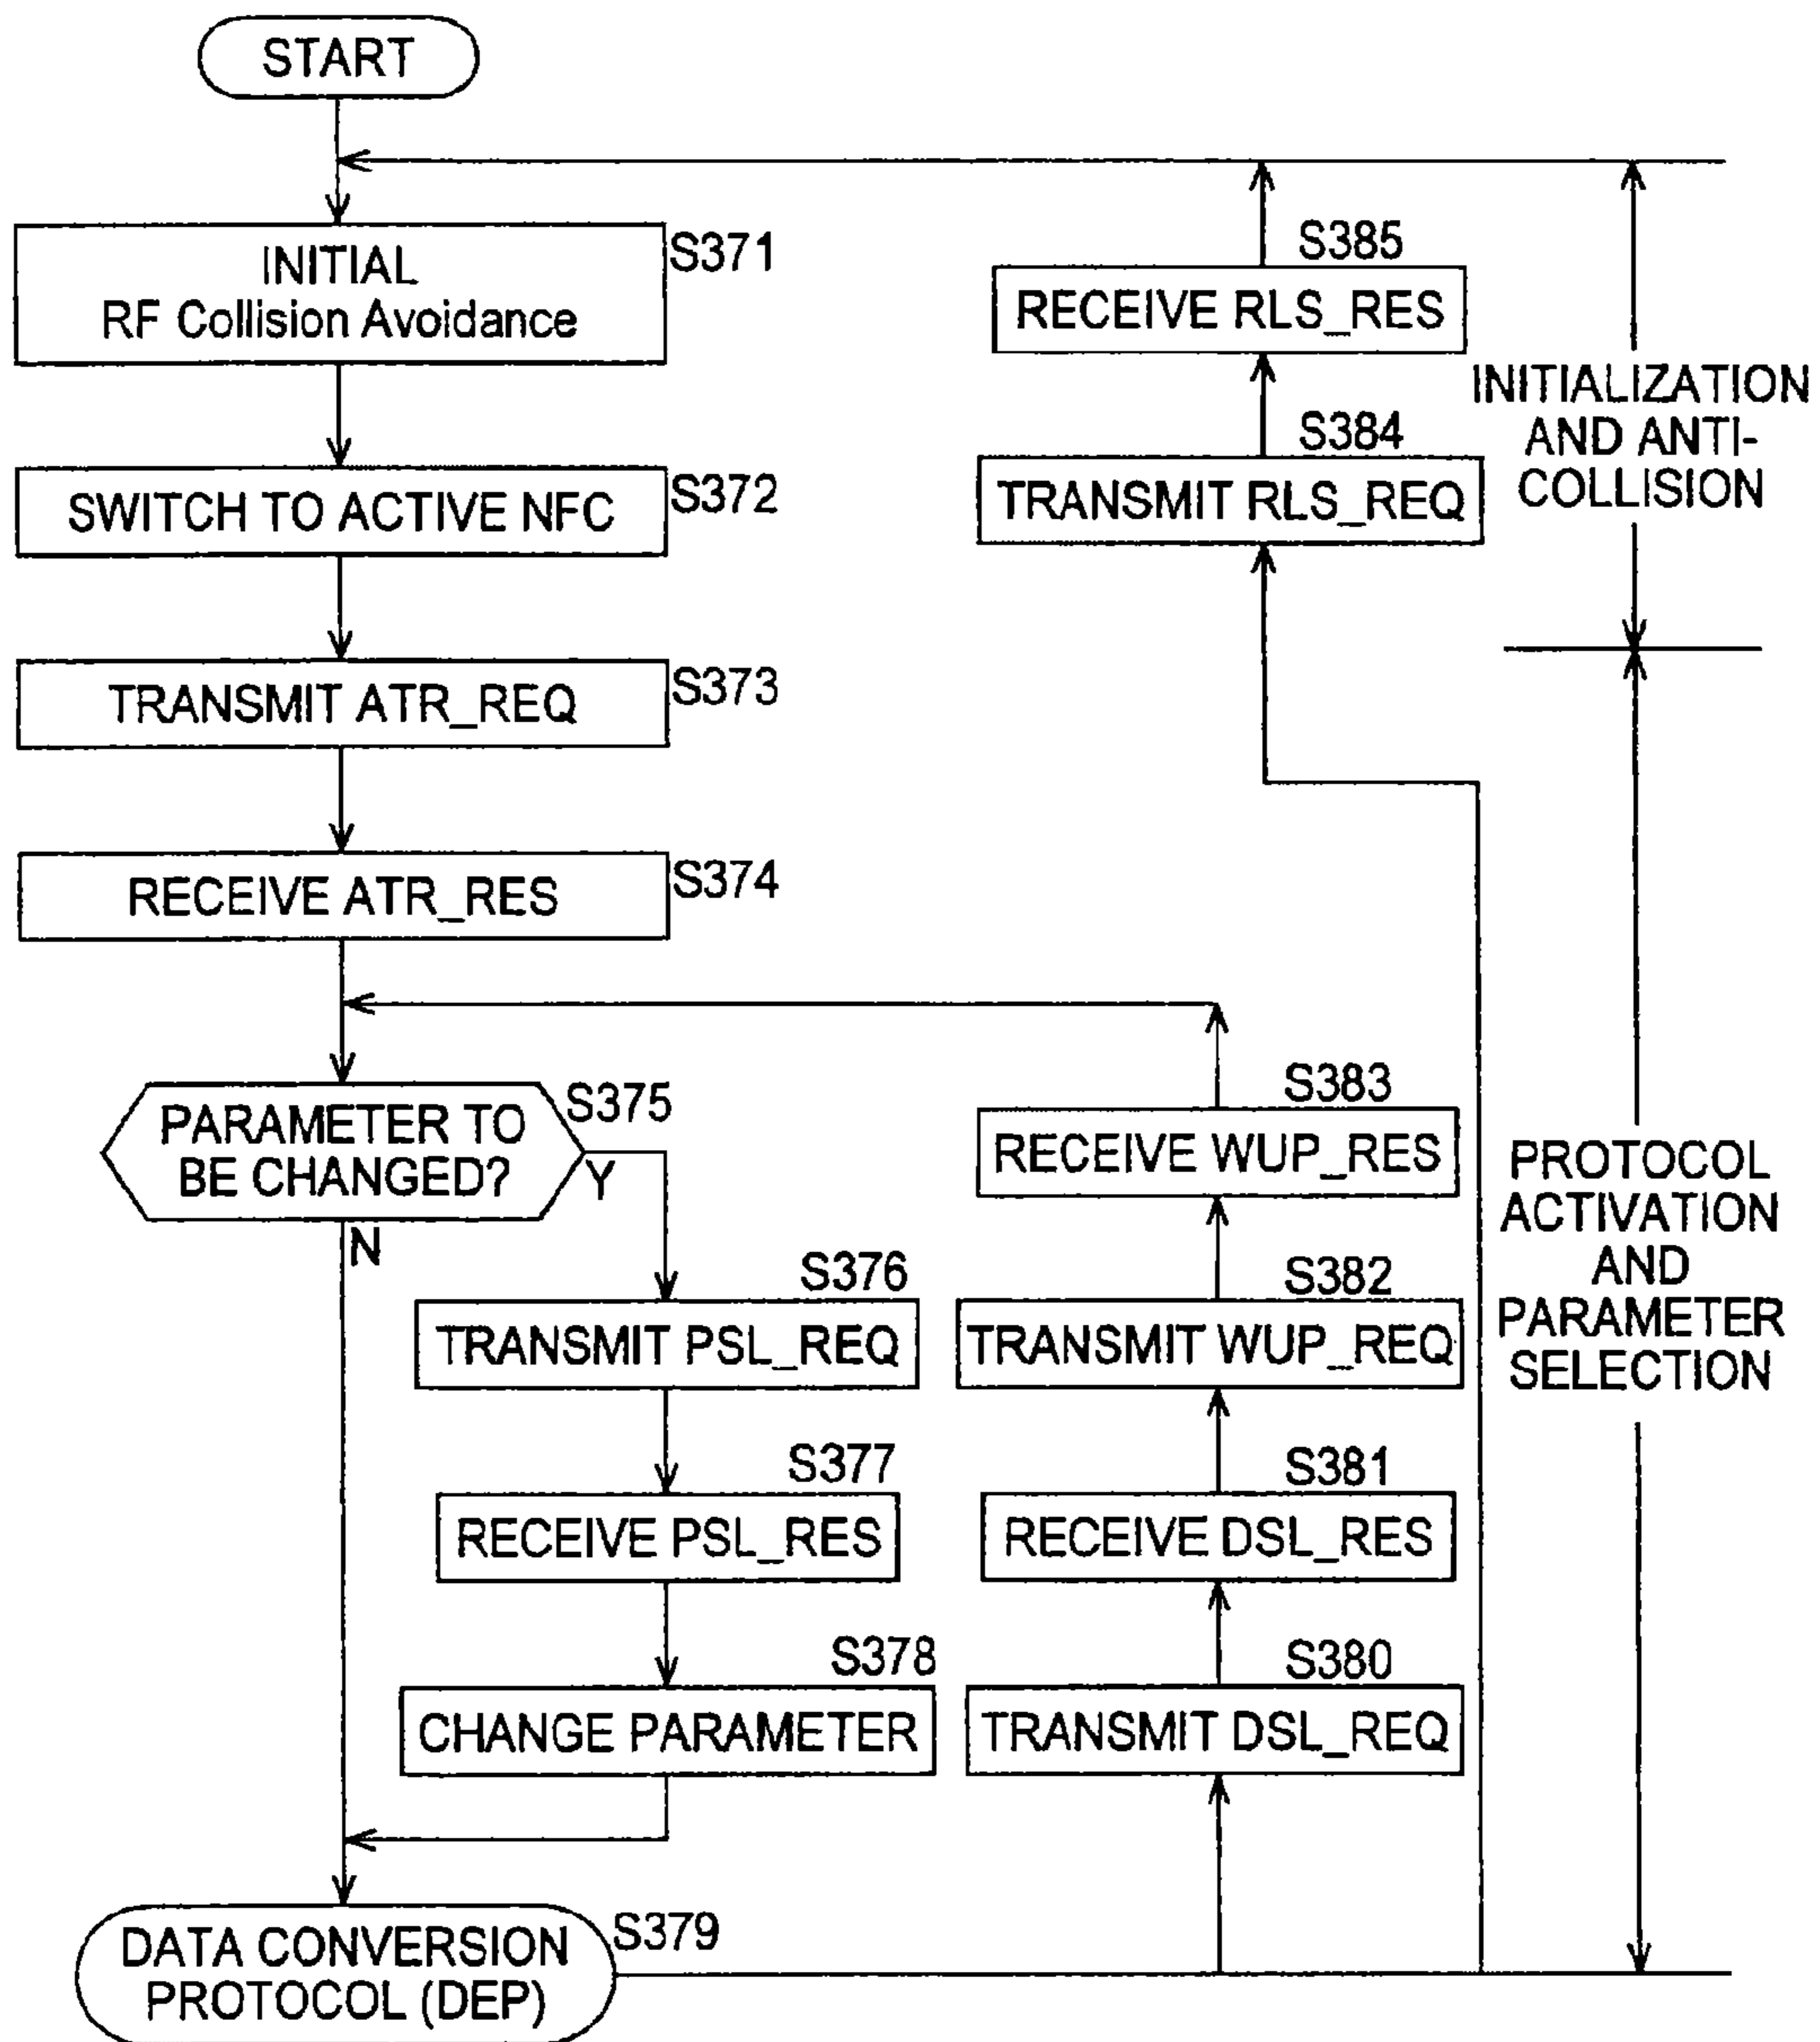 START
INITIAL
RF Collision Avoidance
S371
SWITCH TO ACTIVE NFC
S372
TRANSMIT ATR_REQ
S373
RECEIVE ATR_RES
S374
PARAMETER TO
BE CHANGED?
S375
Y
N
S376
TRANSMIT PSL_REQ
S377
RECEIVE PSL_RES
S378
CHANGE PARAMETER
DATA CONVERSION
PROTOCOL (DEP)
S379
S385
RECEIVE RLS_RES
S384
TRANSMIT RLS_REQ
S383
RECEIVE WUP_RES
S382
TRANSMIT WUP_REQ
S381
RECEIVE DSL_RES
S380
TRANSMIT DSL_REQ
INITIALIZATION
AND ANTI-
COLLISION
PROTOCOL
ACTIVATION
AND
PARAMETER
SELECTION